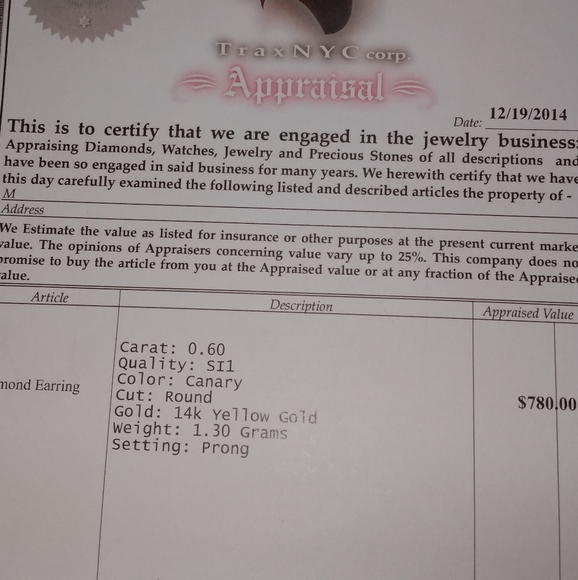 TraxNYC corp.
Appraisal
Date: 12/19/2014
This is to certify that we are engaged in the jewelry business:
Appraising Diamonds, Watches, Jewelry and Precious Stones of all descriptions and
have been so engaged in said business for many years. We herewith certify that we have
this day carefully examined the following listed and described articles the property of -
M
Address
We Estimate the value as listed for insurance or other purposes at the present current marke
value. The opinions of Appraisers concerning value vary up to 25%. This company does no
promise to buy the article from you at the Appraised value or at any fraction of the Appraise
value.
Article Description Appraised Value
Carat: 0.60
Quality: SI1
Color: Canary
mond Earring Cut: Round $780.00
Gold: 14k Yellow Gold
Weight: 1.30 Grams
Setting: Prong